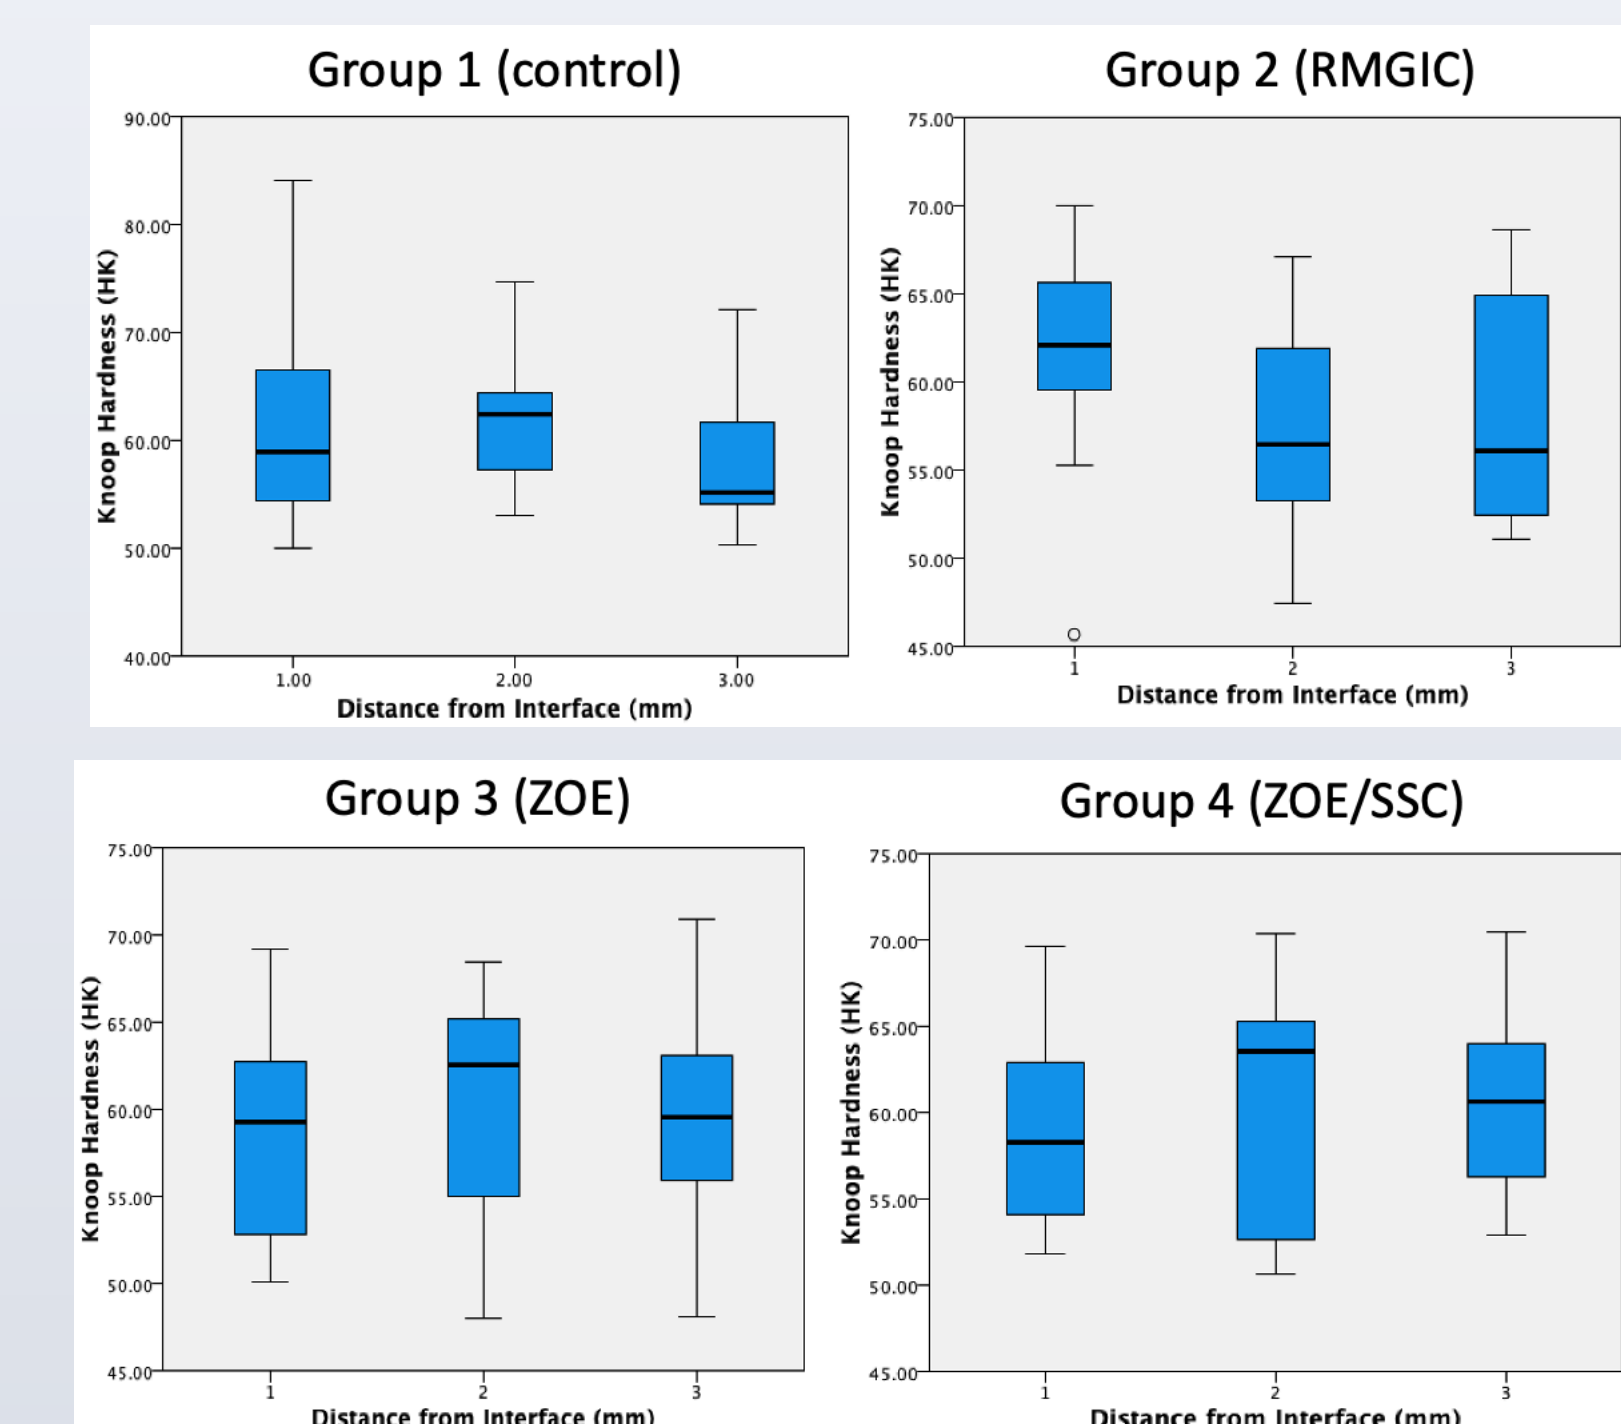 Group 1 (control)
90.00
80.00
70.00
60.00
50.00
40.00
Knoop Hardness (HK)
1.00 2.00 3.00
Distance from Interface (mm)
Group 2 (RMGIC)
75.00
70.00
65.00
60.00
55.00
50.00
45.00
Knoop Hardness (HK)
1 2 3
Distance from Interface (mm)
Group 3 (ZOE)
75.00
70.00
65.00
60.00
55.00
50.00
45.00
Knoop Hardness (HK)
1 2 3
Distance from Interface (mm)
Group 4 (ZOE/SSC)
75.00
70.00
65.00
60.00
55.00
50.00
45.00
Knoop Hardness (HK)
1 2 3
Distance from Interface (mm)